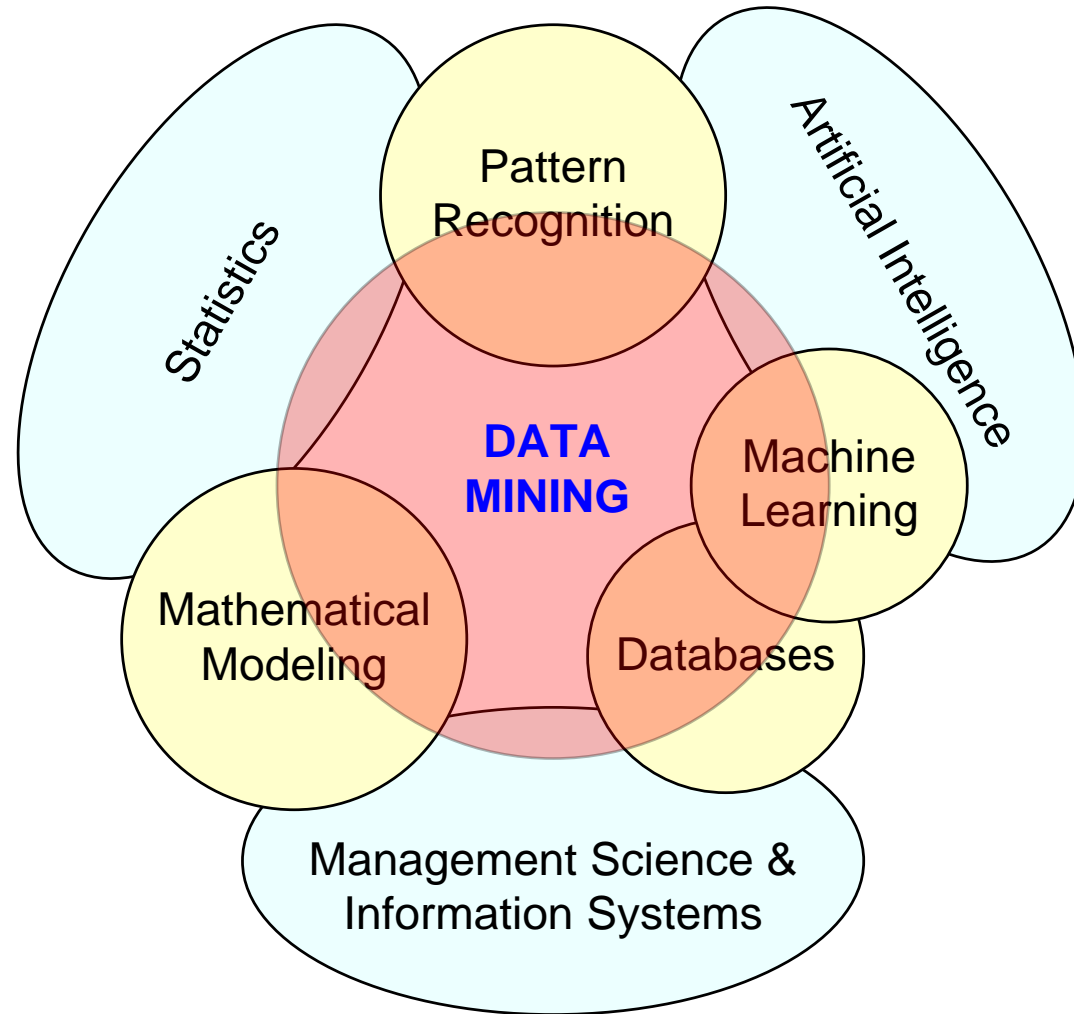 Pattern
Recognition
Artificial Intelligence
Statistics
DATA
MINING
Machine
Learning
Mathematical
Modeling
Databases
Management Science &
Information Systems